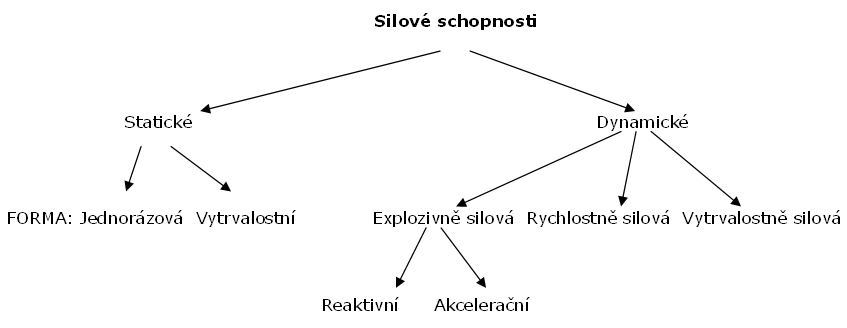 Silové schopnosti
Statické Dynamické
FORMA: Jednorázová Vytrvalostní Explozivně silová Rychlostně silová Vytrvalostně silová
Reaktivní Akcelerační